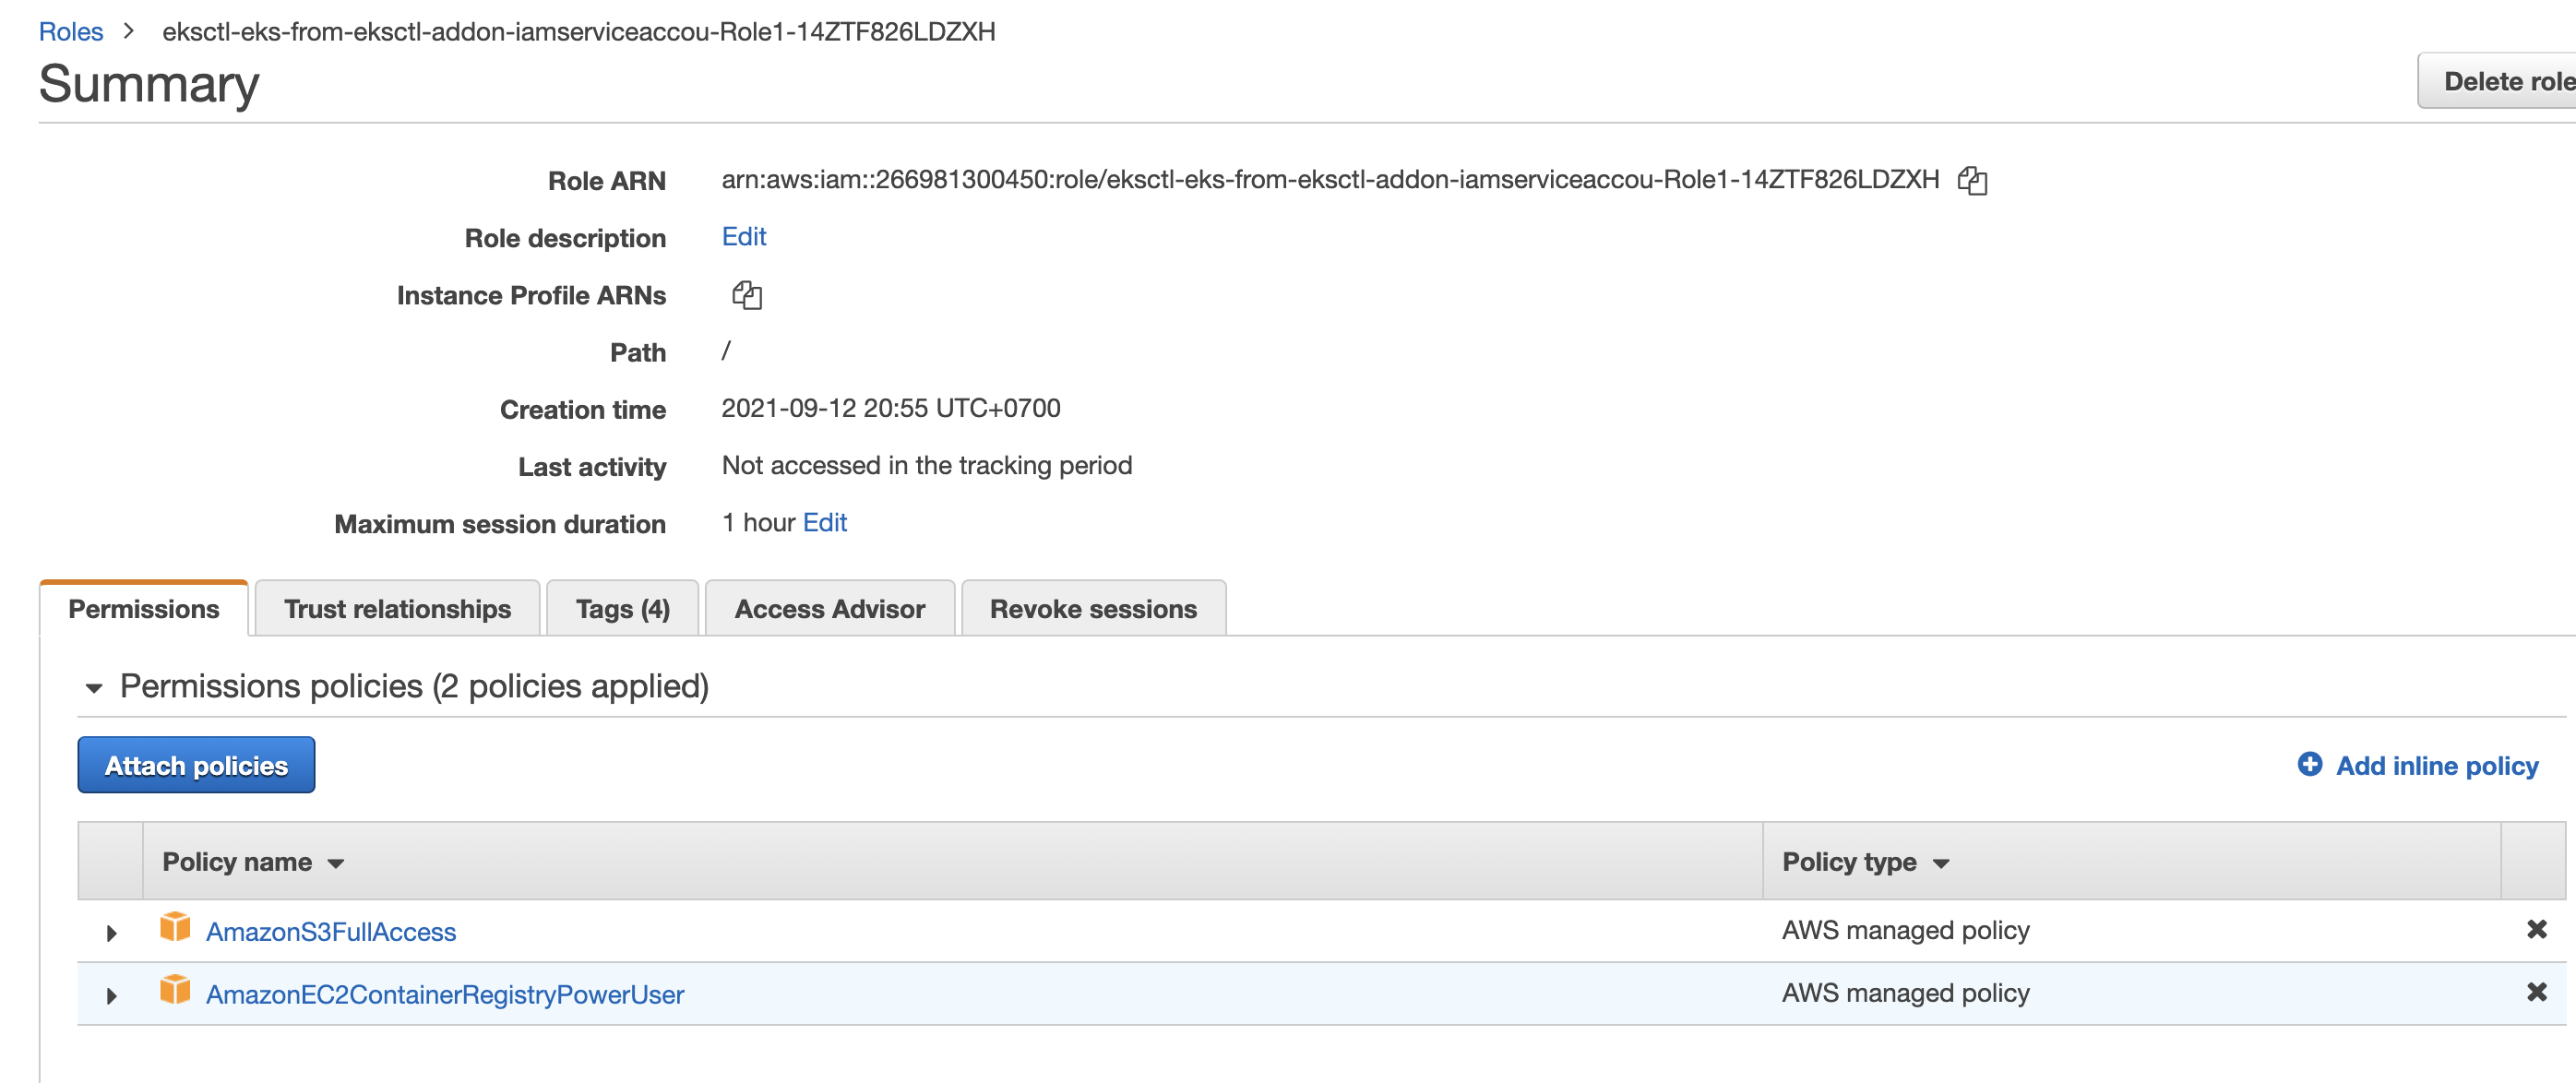 Roles > eksctl-eks-from-eksctl-addon-iamserviceaccou-Role1-14ZTF826LDZXH
Summary
Delete role
Role ARN arn:aws:iam::266981300450:role/eksctl-eks-from-eksctl-addon-iamserviceaccou-Role1-14ZTF826LDZXH
Role description Edit
Instance Profile ARNs
Path /
Creation time 2021-09-12 20:55 UTC+0700
Last activity Not accessed in the tracking period
Maximum session duration 1 hour Edit
Permissions Trust relationships Tags (4) Access Advisor Revoke sessions
Permissions policies (2 policies applied)
Attach policies Add inline policy
Policy name Policy type
AmazonS3FullAccess AWS managed policy
AmazonEC2ContainerRegistryPowerUser AWS managed policy